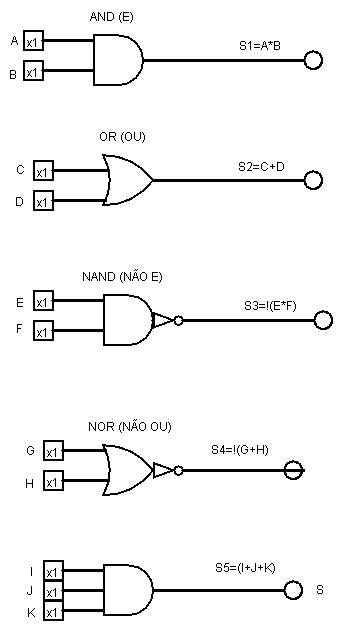 AND (E)
A x1
S1=A*B
B x1
OR (OU)
C x1
S2=C+D
D x1
NAND (NÃO E)
E x1
S3=!(E*F)
F x1
NOR (NÃO OU)
G x1
S4=!(G+H)
H x1
I x1
S5=(I+J+K)
J x1
S
K x1